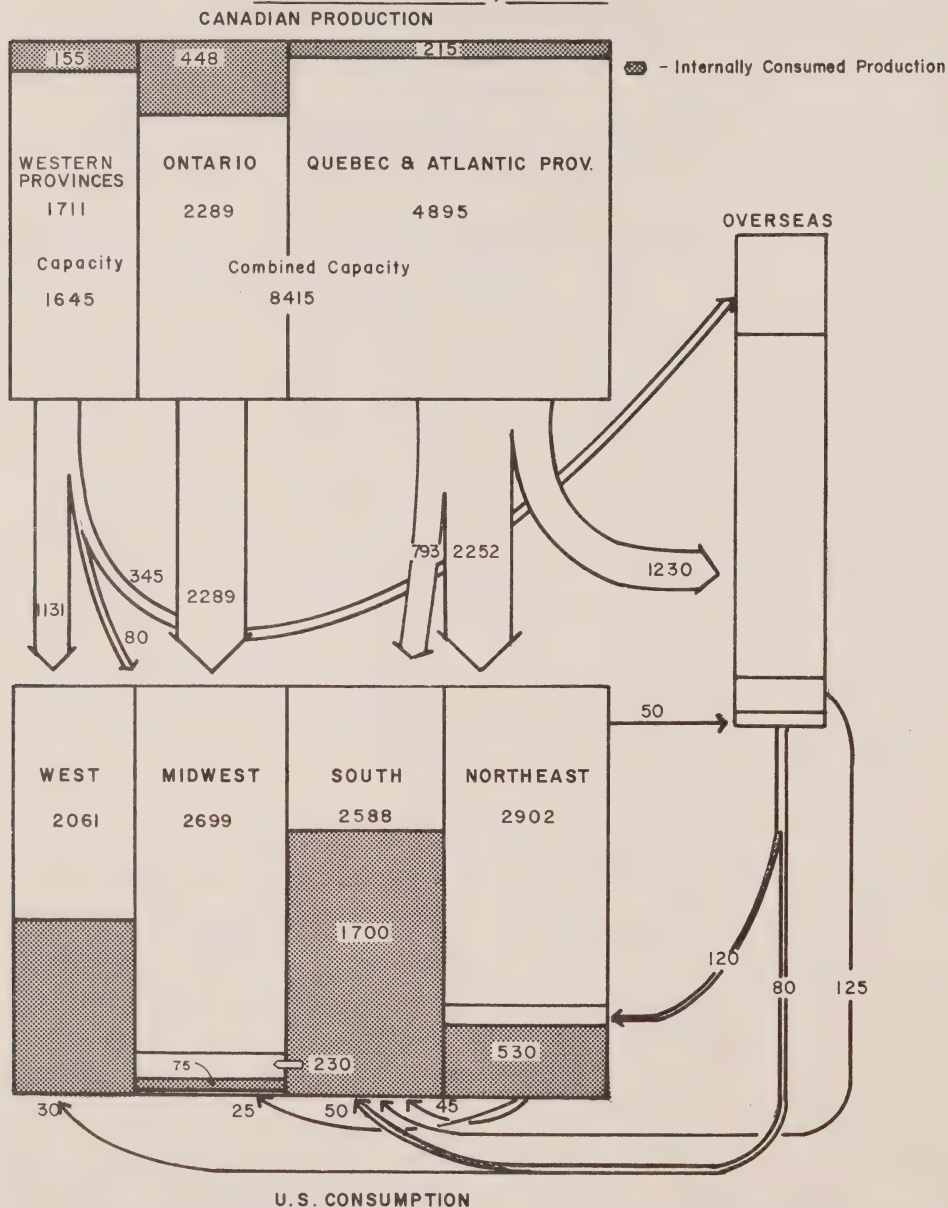 CANADIAN PRODUCTION
155
448
215
- Internally Consumed Production
WESTERN
PROVINCES
1711
ONTARIO
2289
QUEBEC & ATLANTIC PROV.
4895
Capacity
1645
Combined Capacity
8415
OVERSEAS
1131
345
80
2289
793
2252
1230
50
WEST
2061
MIDWEST
2699
SOUTH
2588
NORTHEAST
2902
1700
120
80
125
530
75
230
30
25
50
45
U.S. CONSUMPTION